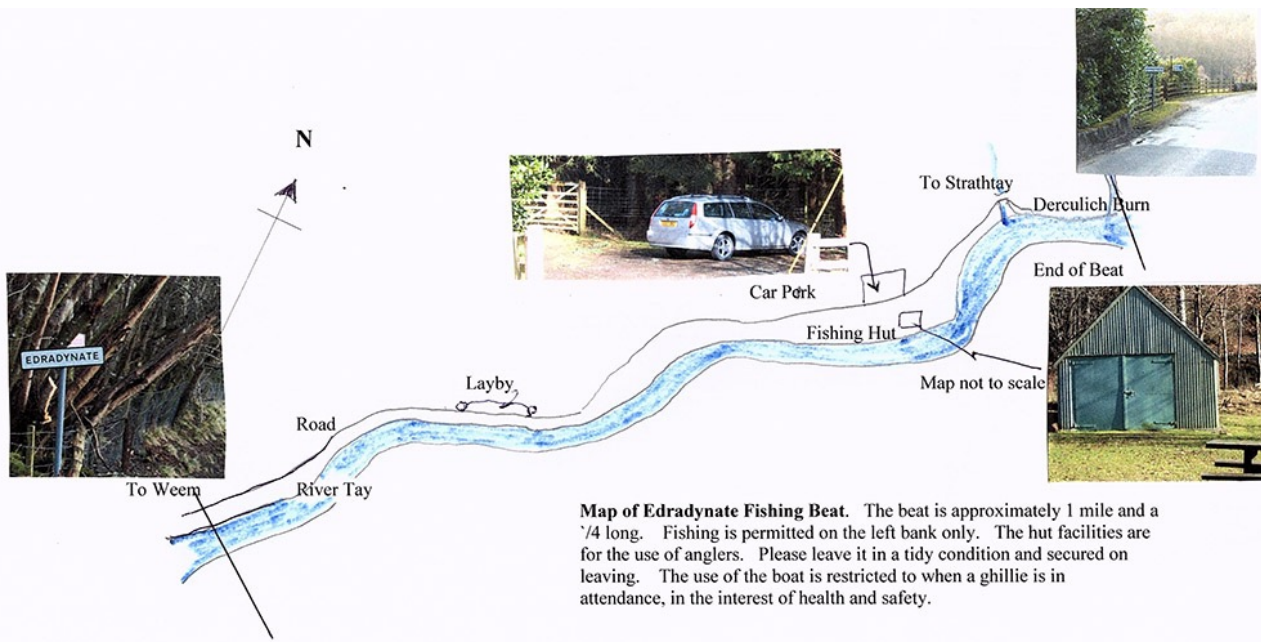 N
To Strathtay
Derculich Burn
End of Beat
Car Park
Fishing Hut
Map not to scale
Layby
Road
EDRADYNATE
To Weem
River Tay
Map of Edradynate Fishing Beat. The beat is approximately 1 mile and a
`/4 long. Fishing is permitted on the left bank only. The hut facilities are
for the use of anglers. Please leave it in a tidy condition and secured on
leaving. The use of the boat is restricted to when a ghillie is in
attendance, in the interest of health and safety.